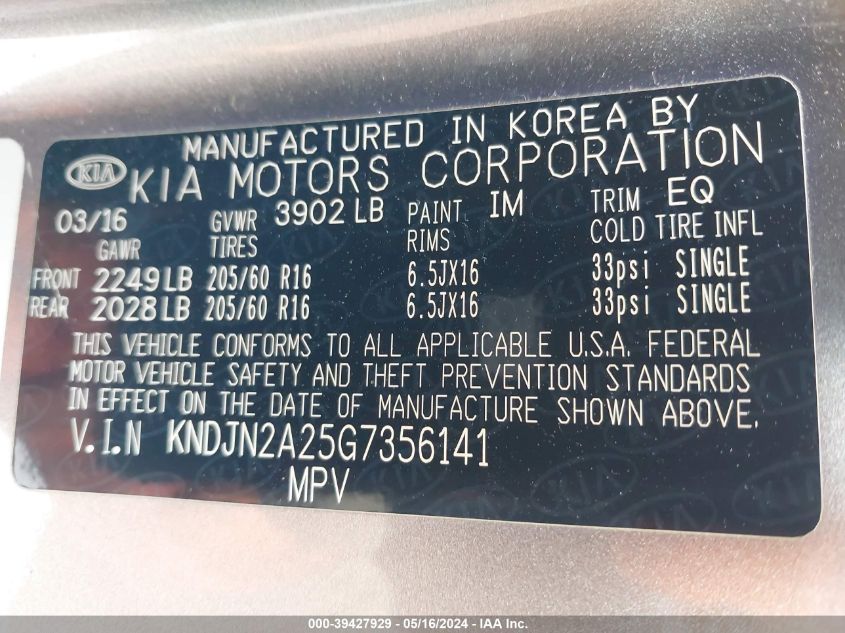 MANUFACTURED IN KOREA BY
KIA KIA MOTORS CORPORATION
03/16 GVWR 3902 LB PAINT IM TRIM EQ
GAWR TIRES RIMS COLD TIRE INFL
FRONT 2249 LB 205/60 R16 6.5JX16 33psi SINGLE
REAR 2028 LB 205/60 R16 6.5JX16 33psi SINGLE
THIS VEHICLE CONFORMS TO ALL APPLICABLE U.S.A. FEDERAL
MOTOR VEHICLE SAFETY AND THEFT PREVENTION STANDARDS
IN EFFECT ON THE DATE OF MANUFACTURE SHOWN ABOVE.
V.I.N KNDJN2A25G7356141
MPV
000-39427929 - 05/16/2024 - IAA Inc.